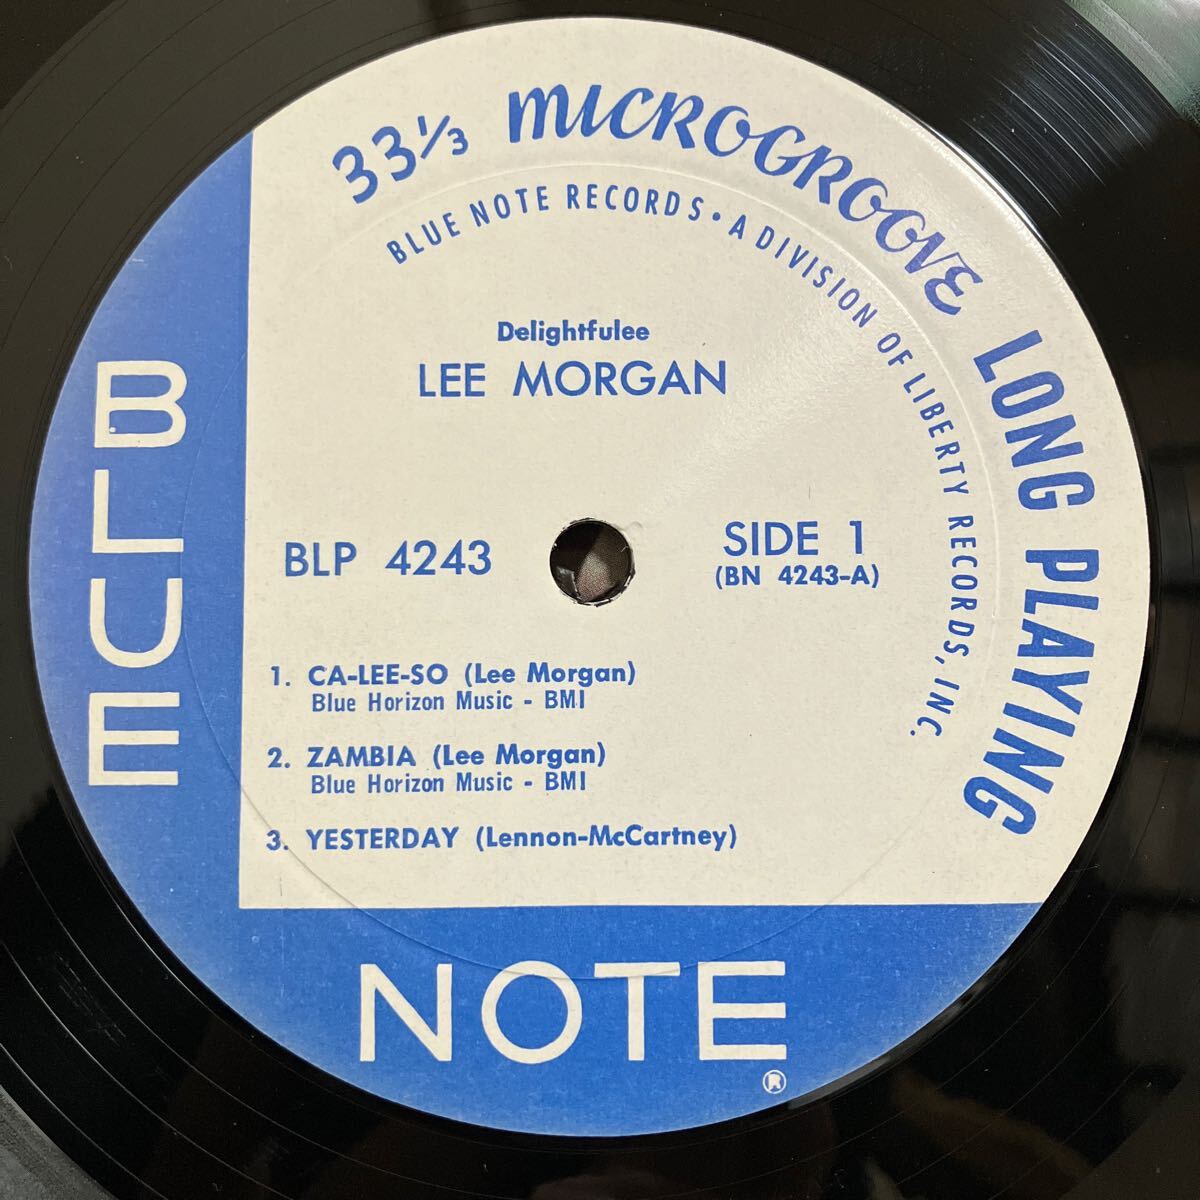 33⅓ MICROGROOVE LONG PLAYING
BLUE NOTE RECORDS • A DIVISION OF LIBERTY RECORDS, INC.
Delightfulee
LEE MORGAN
BLP 4243
SIDE 1
(BN 4243-A)
1. CA-LEE-SO (Lee Morgan)
Blue Horizon Music - BMI
2. ZAMBIA (Lee Morgan)
Blue Horizon Music - BMI
3. YESTERDAY (Lennon-McCartney)
BLUE
NOTE®